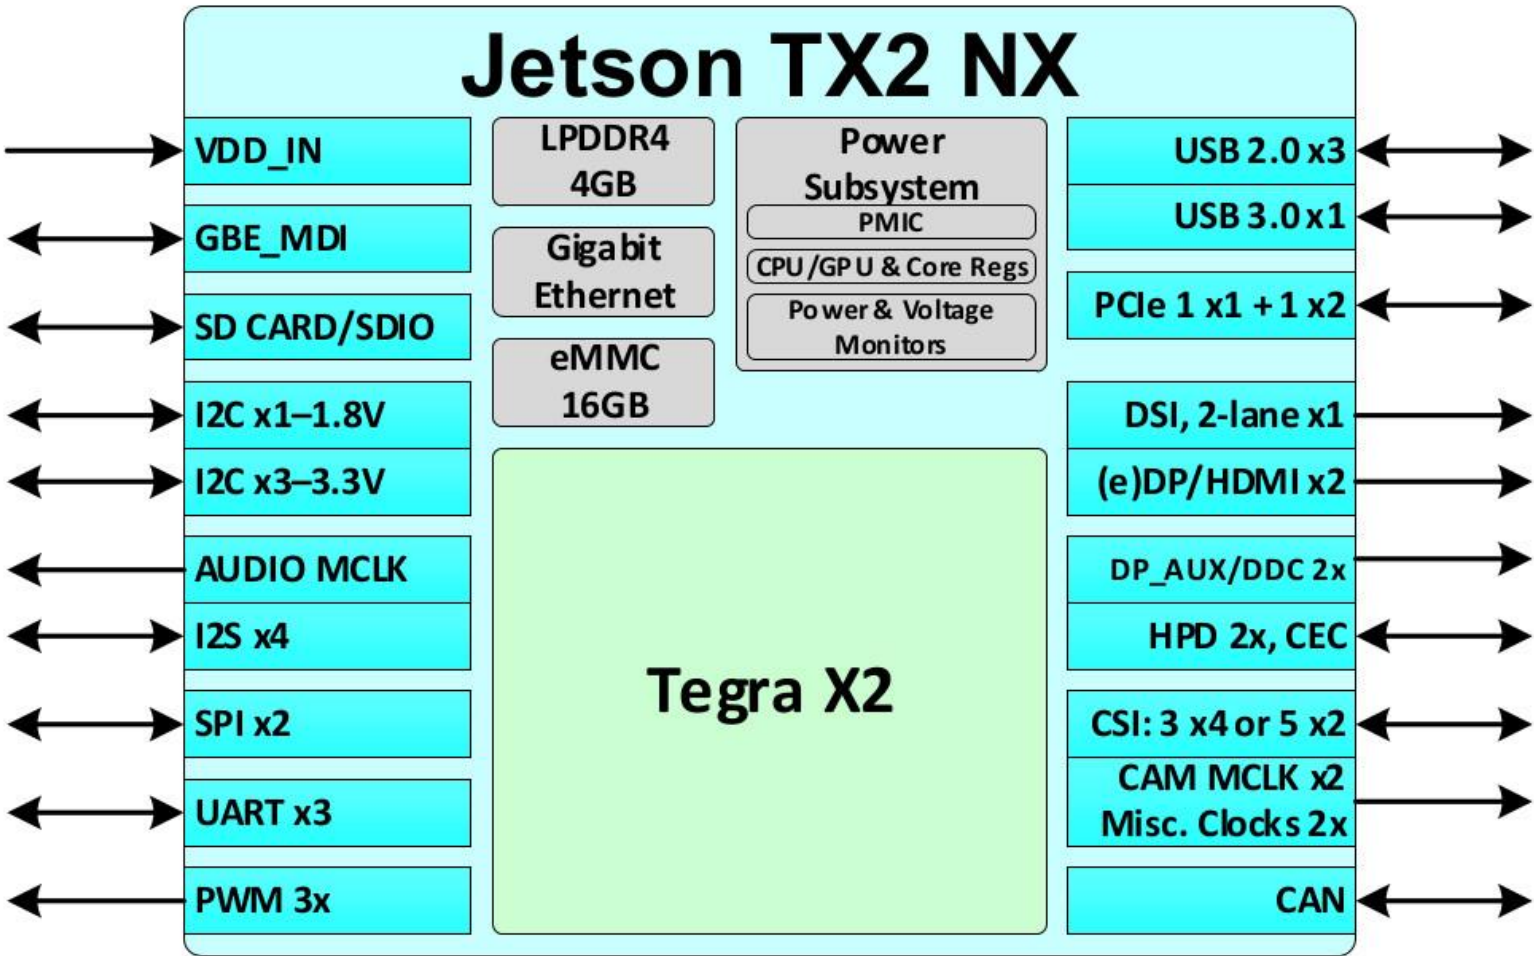 Jetson TX2 NX
VDD_IN
GBE_MDI
SD CARD/SDIO
I2C x1–1.8V
I2C x3–3.3V
AUDIO MCLK
I2S x4
SPI x2
UART x3
PWM 3x
LPDDR4
4GB
Gigabit
Ethernet
eMMC
16GB
Power
Subsystem
PMIC
CPU/GPU & Core Regs
Power & Voltage
Monitors
Tegra X2
USB 2.0 x3
USB 3.0 x1
PCIe 1 x1 + 1 x2
DSI, 2-lane x1
(e)DP/HDMI x2
DP_AUX/DDC 2x
HPD 2x, CEC
CSI: 3 x4 or 5 x2
CAM MCLK x2
Misc. Clocks 2x
CAN